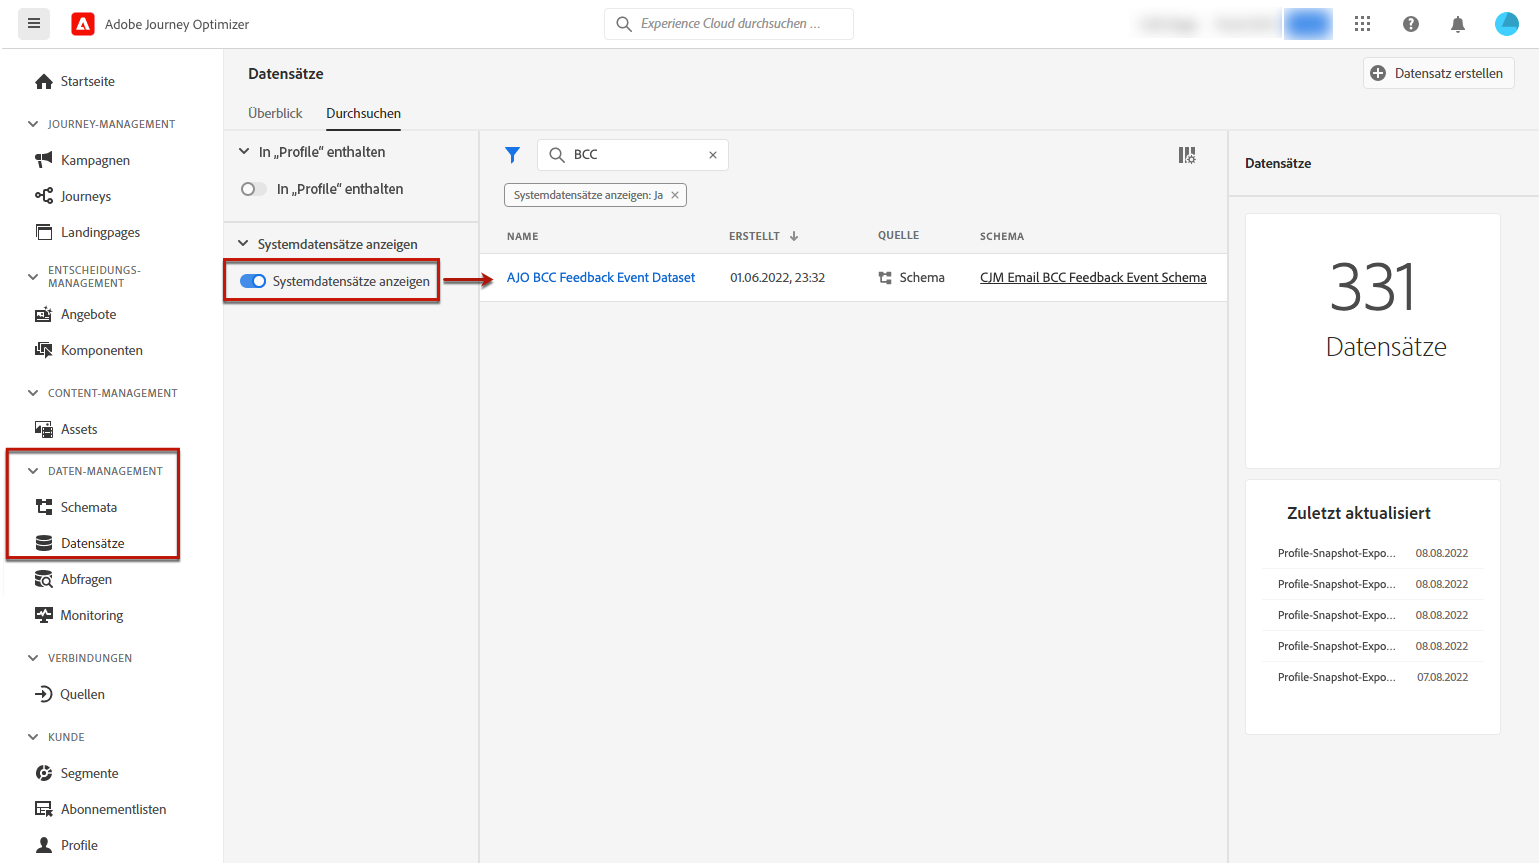 Adobe Journey Optimizer
Experience Cloud durchsuchen ...
Startseite
JOURNEY-MANAGEMENT
Kampagnen
Journeys
Landingpages
ENTSCHEIDUNGS-
MANAGEMENT
Angebote
Komponenten
CONTENT-MANAGEMENT
Assets
DATEN-MANAGEMENT
Schemata
Datensätze
Abfragen
Monitoring
VERBINDUNGEN
Quellen
KUNDE
Segmente
Abonnementlisten
Profile
Datensätze
Datensatz erstellen
Überblick Durchsuchen
In „Profile“ enthalten
In „Profile“ enthalten
Systemdatensätze anzeigen
Systemdatensätze anzeigen
BCC
Systemdatensätze anzeigen: Ja
NAME ERSTELLT QUELLE SCHEMA
AJO BCC Feedback Event Dataset 01.06.2022, 23:32 Schema CJM Email BCC Feedback Event Schema
Datensätze
331
Datensätze
Zuletzt aktualisiert
Profile-Snapshot-Expo... 08.08.2022
Profile-Snapshot-Expo... 08.08.2022
Profile-Snapshot-Expo... 08.08.2022
Profile-Snapshot-Expo... 08.08.2022
Profile-Snapshot-Expo... 07.08.2022